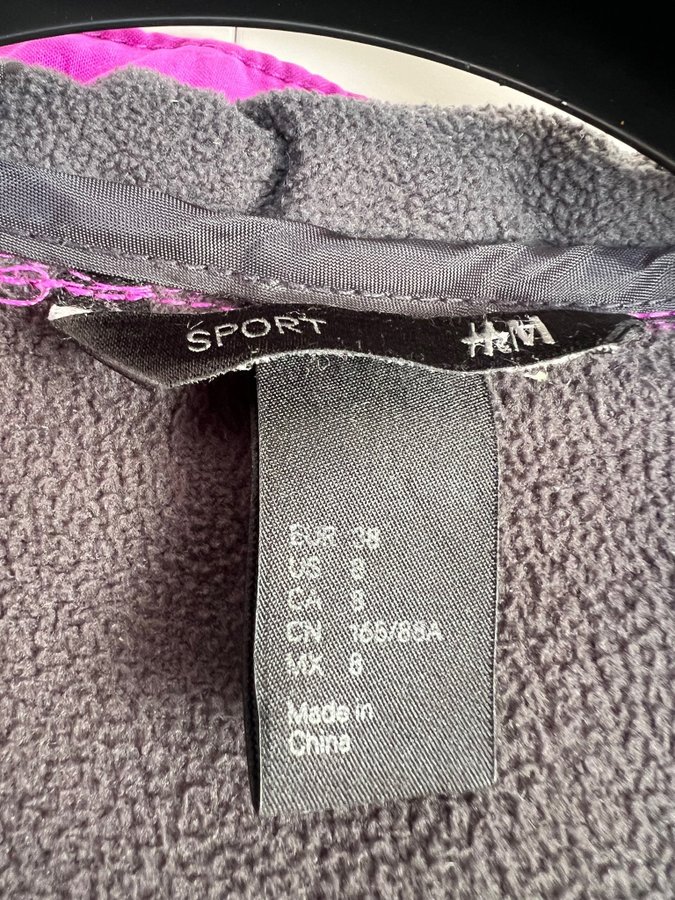 SPORT H&M
EUR 38
US 8
CA 8
CN 165/88A
MX 8
Made in
China